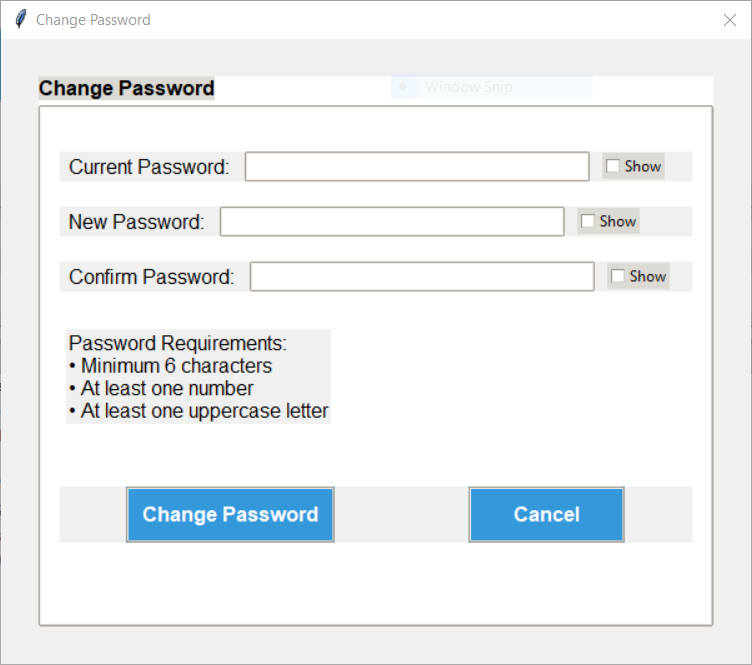 Change Password
Window Snip
Change Password
Current Password: Show
New Password: Show
Confirm Password: Show
Password Requirements:
• Minimum 6 characters
• At least one number
• At least one uppercase letter
Change Password Cancel